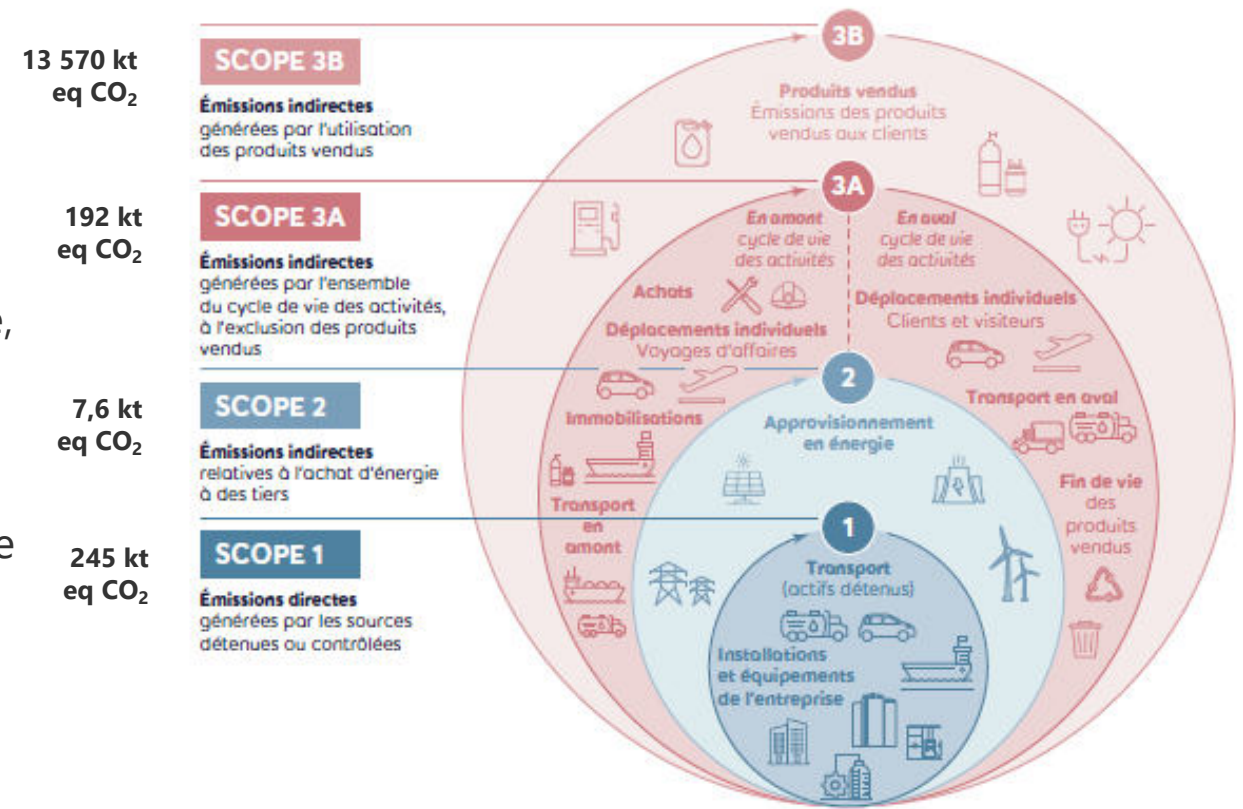 13 570 kt
eq CO₂
SCOPE 3B
Émissions indirectes
générées par l'utilisation
des produits vendus
192 kt
eq CO₂
SCOPE 3A
Émissions indirectes
générées par l'ensemble
du cycle de vie des activités,
à l'exclusion des produits
vendus
e,
7,6 kt
eq CO₂
SCOPE 2
Émissions indirectes
relatives à l'achat d'énergie
à des tiers
e
245 kt
eq CO₂
SCOPE 1
Émissions directes
générées par les sources
détenues ou contrôlées
3B
Produits vendus
Émissions des produits
vendus aux clients
3A
En amont
cycle de vie
des activités
En aval
cycle de vie
des activités
Achats
Déplacements individuels
Voyages d'affaires
Immobilisations
Transport
en
amont
Déplacements individuels
Clients et visiteurs
Transport en aval
Fin de vie
des
produits
vendus
2
Approvisionnement
en énergie
1
Transport
(actifs détenus)
Installations
et équipements
de l'entreprise